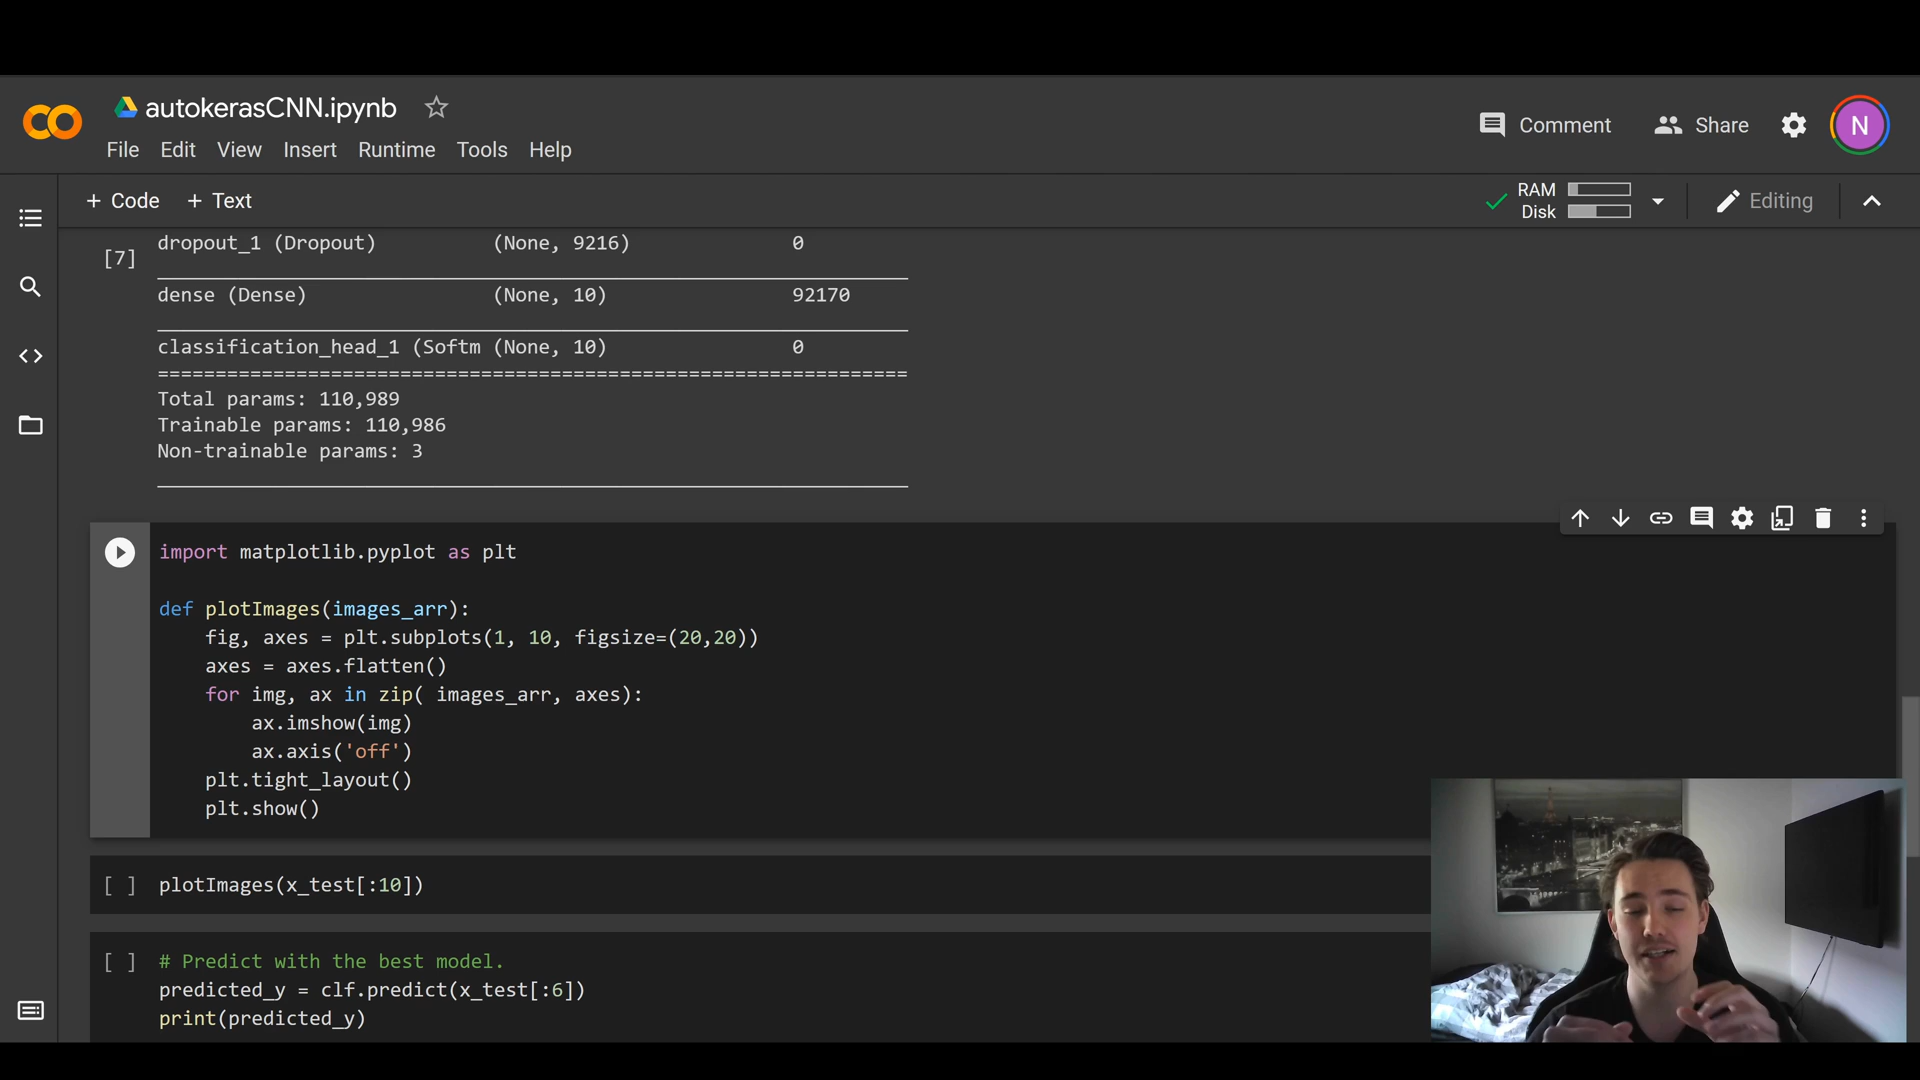 autokerasCNN.ipynb
Comment
Share
N
File Edit View Insert Runtime Tools Help
+ Code + Text
RAM
Disk
Editing
[7]
dropout_1 (Dropout) (None, 9216) 0
dense (Dense) (None, 10) 92170
classification_head_1 (Softm (None, 10) 0
Total params: 110,989
Trainable params: 110,986
Non-trainable params: 3
import matplotlib.pyplot as plt
def plotImages(images_arr):
fig, axes = plt.subplots(1, 10, figsize=(20,20))
axes = axes.flatten()
for img, ax in zip( images_arr, axes):
ax.imshow(img)
ax.axis('off')
plt.tight_layout()
plt.show()
[ ] plotImages(x_test[:10])
[ ] # Predict with the best model.
predicted_y = clf.predict(x_test[:6])
print(predicted_y)